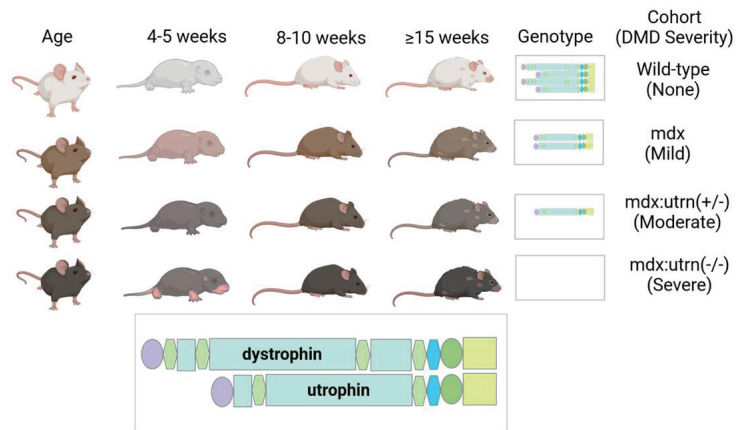 Age 4-5 weeks 8-10 weeks ≥15 weeks Genotype Cohort
(DMD Severity)
Wild-type
(None)
mdx
(Mild)
mdx:utrn(+/-)
(Moderate)
mdx:utrn(-/-)
(Severe)
dystrophin
utrophin